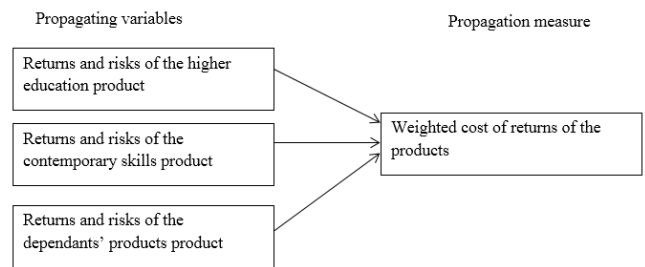 Propagating variables
Propagation measure
Returns and risks of the higher
education product
Returns and risks of the
contemporary skills product
Returns and risks of the
dependants’ products product
Weighted cost of returns of the
products